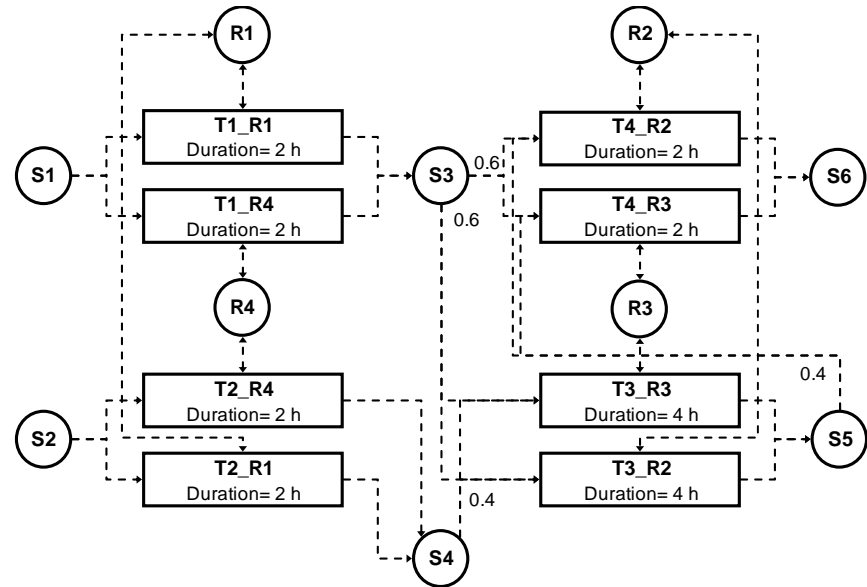 R1
R2
T1_R1
Duration= 2 h
T4_R2
Duration= 2 h
S1
S3
0.6
S6
T1_R4
Duration= 2 h
0.6
T4_R3
Duration= 2 h
R4
R3
T2_R4
Duration= 2 h
T3_R3
Duration= 4 h
0.4
S2
S5
T2_R1
Duration= 2 h
T3_R2
Duration= 4 h
0.4
S4